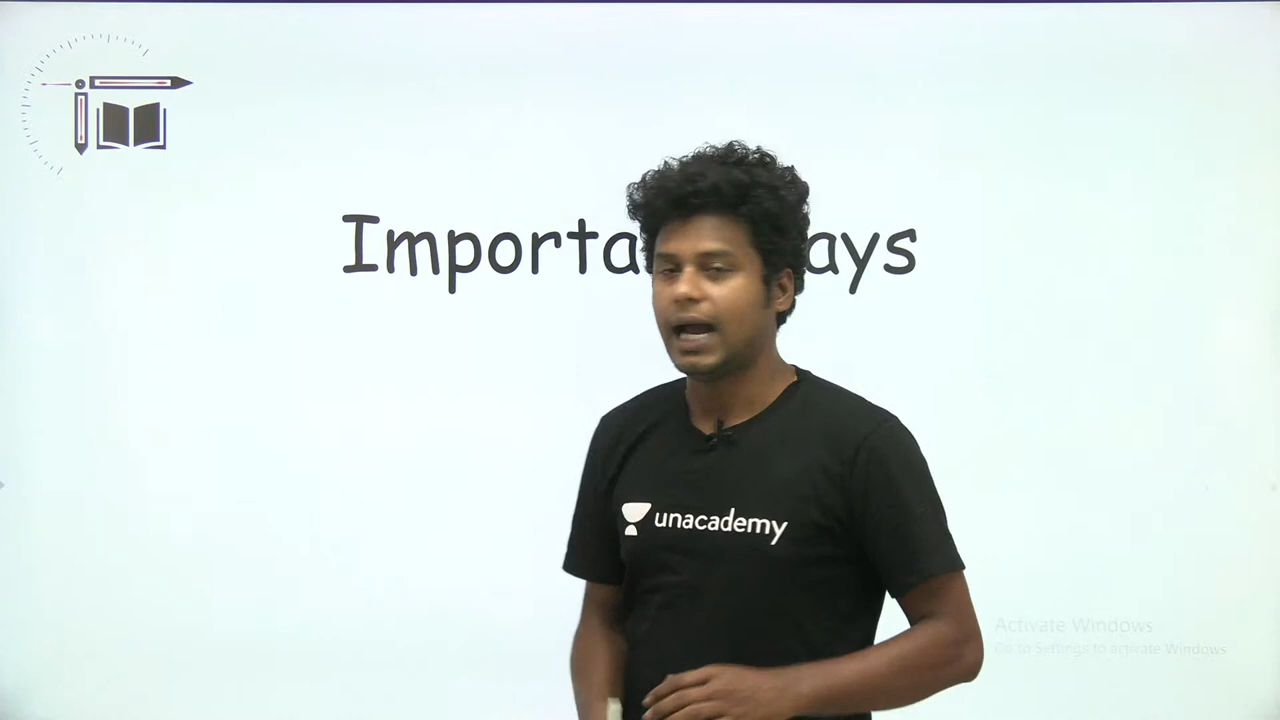 Importa ays
unacademy
Activate Windows
Go to Settings to activate Windows